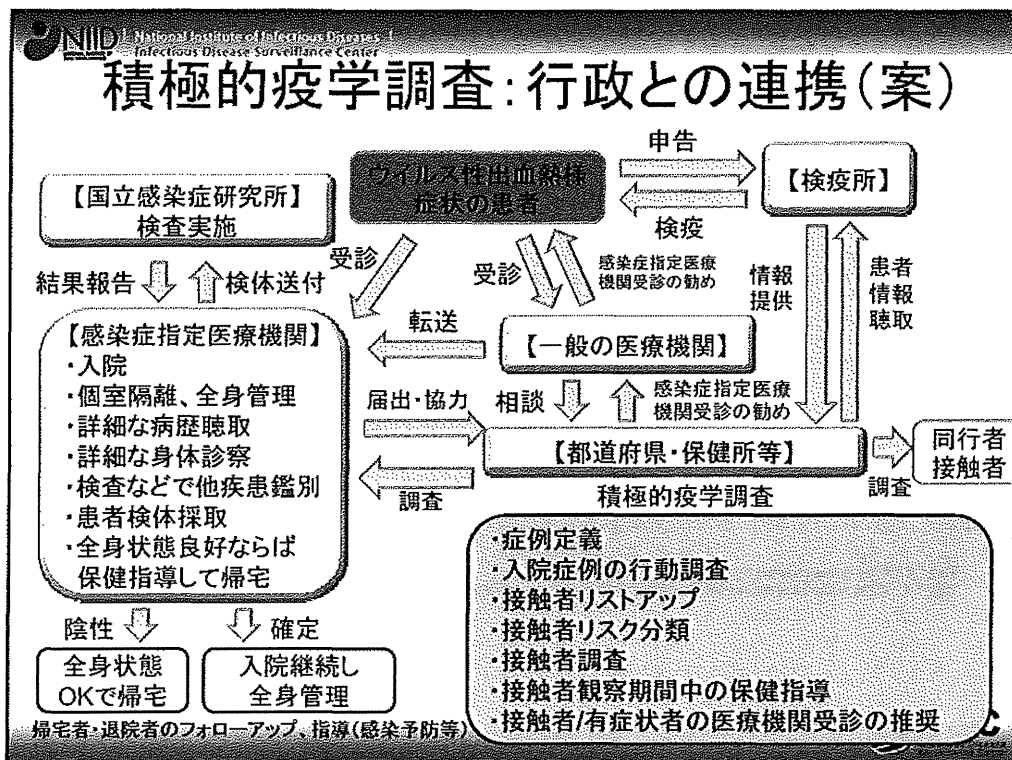 NIID National Institute of Infectious Diseases
Infectious Disease Surveillance Center
積極的疫学調査:行政との連携(案)
ウイルス性出血熱様
症状の患者
申告
検疫
【検疫所】
【国立感染症研究所】
検査実施
結果報告
検体送付
受診
受診
感染症指定医療
機関受診の勧め
情報
提供
患者
情報
聴取
【感染症指定医療機関】
・入院
・個室隔離、全身管理
・詳細な病歴聴取
・詳細な身体診察
・検査などで他疾患鑑別
・患者検体採取
・全身状態良好ならば
保健指導して帰宅
転送
【一般の医療機関】
届出・協力
相談
感染症指定医療
機関受診の勧め
調査
【都道府県・保健所等】
積極的疫学調査
調査
同行者
接触者
・症例定義
・入院症例の行動調査
・接触者リストアップ
・接触者リスク分類
・接触者調査
・接触者観察期間中の保健指導
・接触者/有症状者の医療機関受診の推奨
陰性
確定
全身状態
OKで帰宅
入院継続し
全身管理
帰宅者・退院者のフォローアップ、指導(感染予防等)